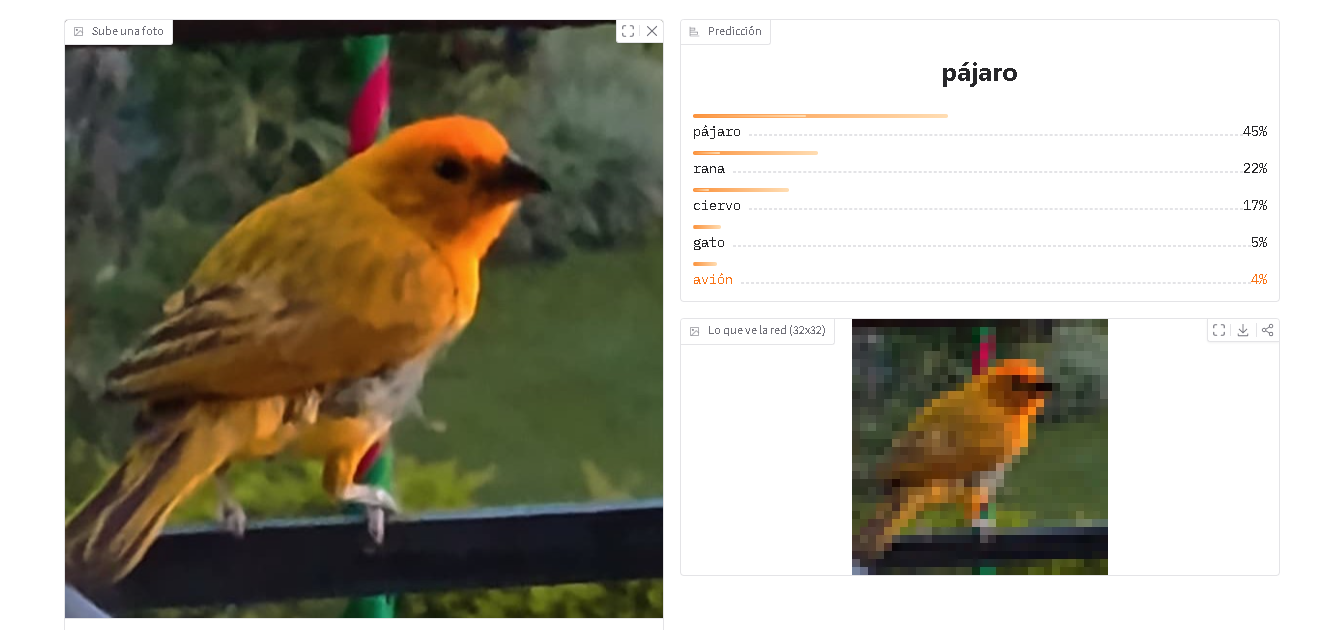 Sube una foto
Predicción
pájaro
pájaro 45%
rana 22%
ciervo 17%
gato 5%
avión 4%
Lo que ve la red (32x32)